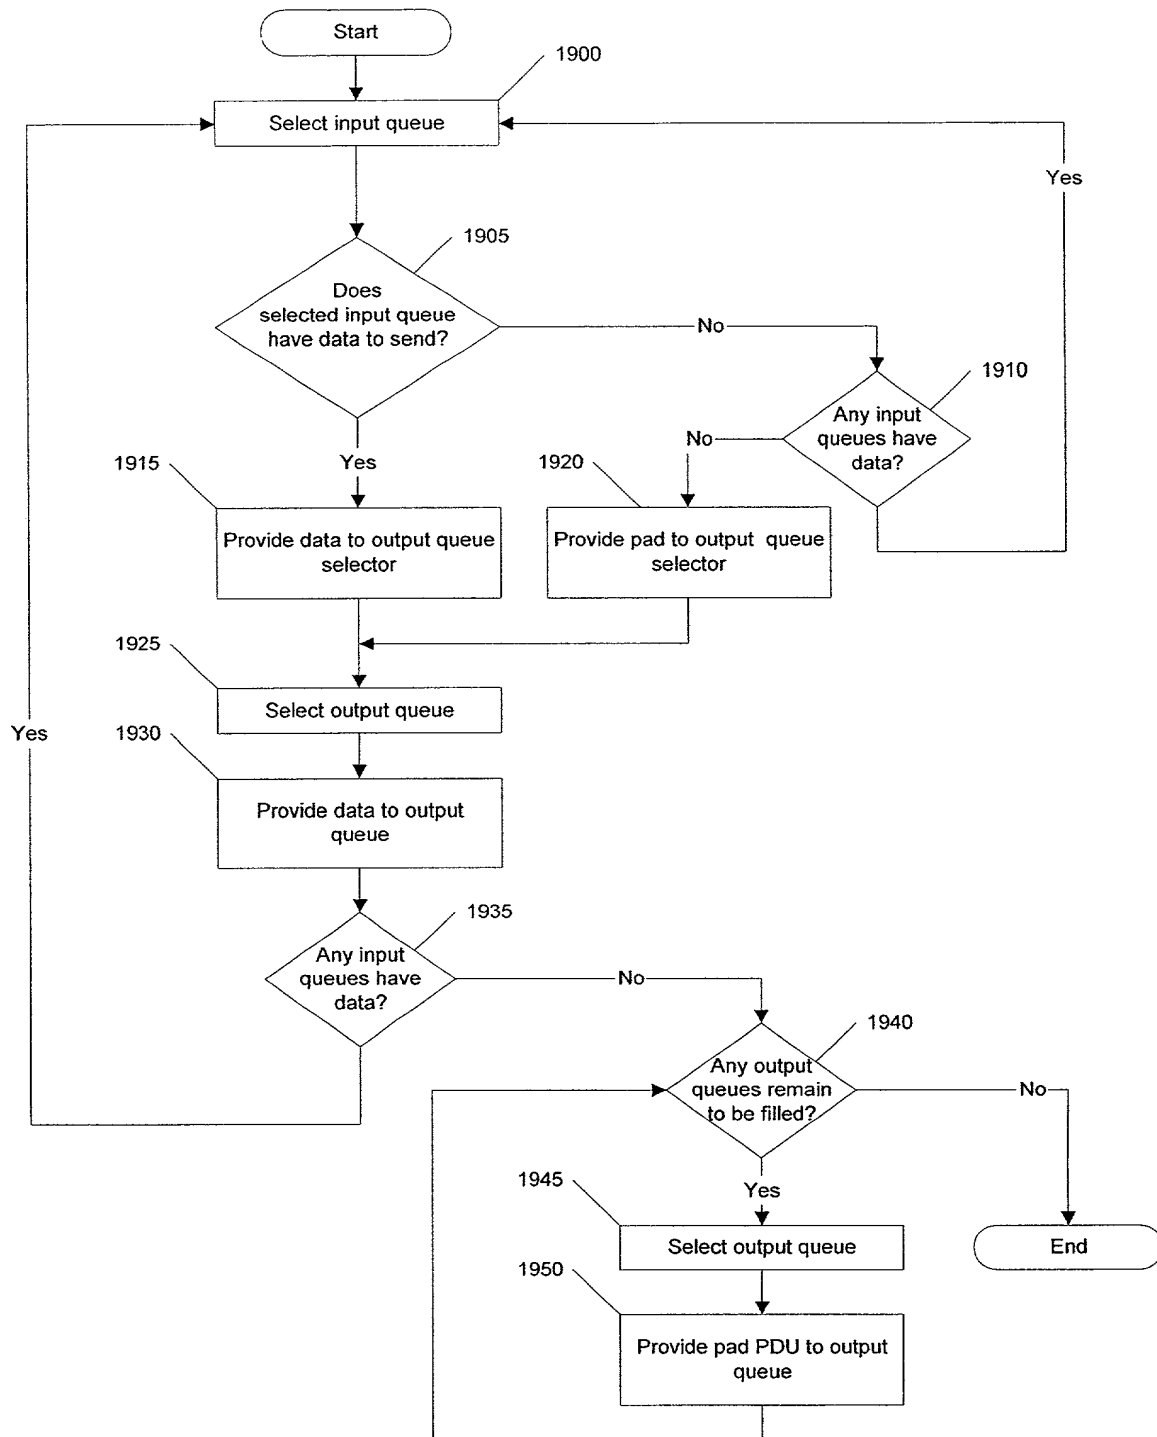 Start
1900
Select input queue
Yes
1905
Does
selected input queue
have data to send?
No
1910
Any input
queues have
data?
No
Yes
1915
1920
Provide data to output queue
selector
Provide pad to output queue
selector
1925
Select output queue
Yes
1930
Provide data to output
queue
1935
Any input
queues have
data?
No
1940
Any output
queues remain
to be filled?
No
Yes
1945
Select output queue
End
1950
Provide pad PDU to output
queue